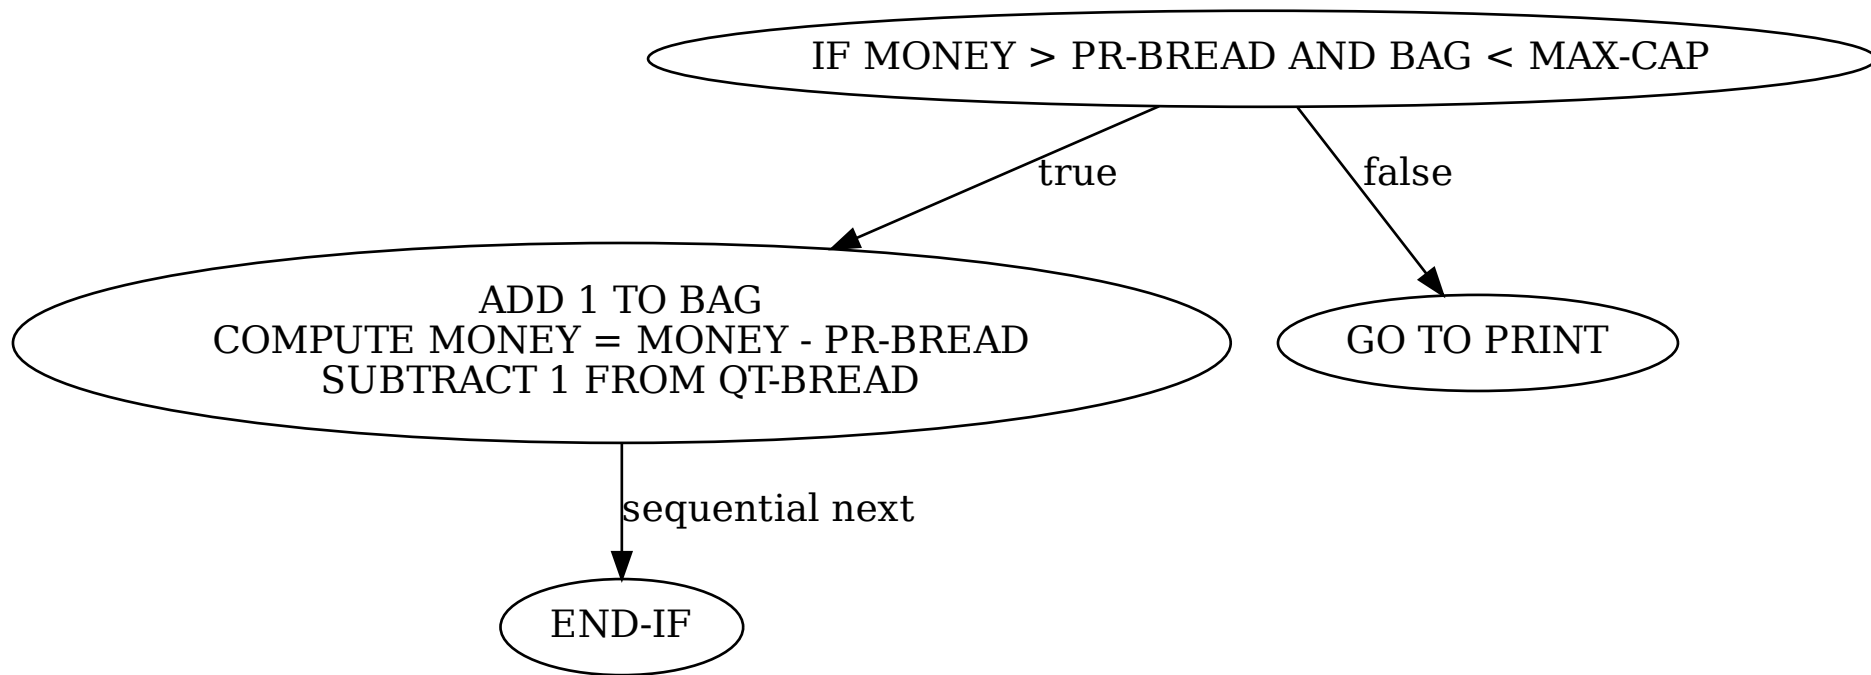 IF MONEY > PR-BREAD AND BAG < MAX-CAP
true
false
ADD 1 TO BAG
COMPUTE MONEY = MONEY - PR-BREAD
SUBTRACT 1 FROM QT-BREAD
GO TO PRINT
sequential next
END-IF